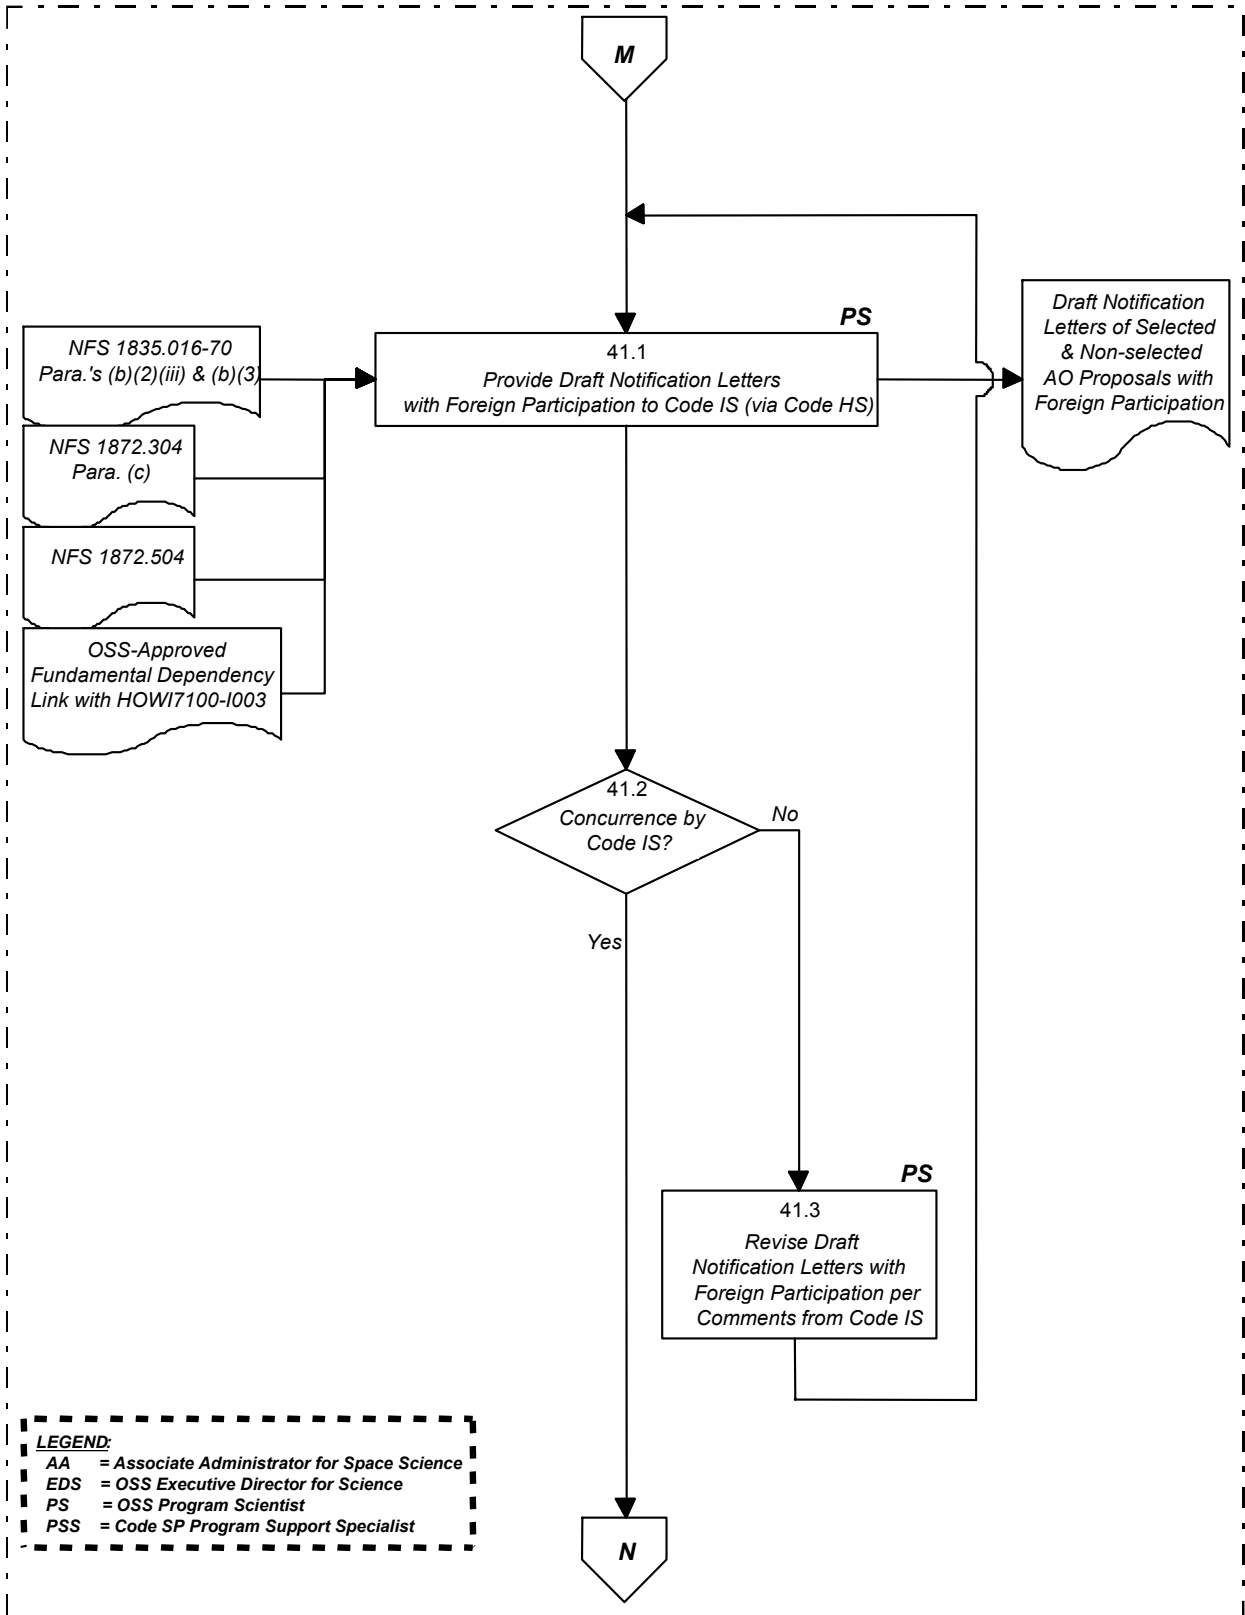 M
PS
NFS 1835.016-70
Para.'s (b)(2)(iii) & (b)(3)
NFS 1872.304
Para. (c)
NFS 1872.504
OSS-Approved
Fundamental Dependency
Link with HOWI7100-I003
41.1
Provide Draft Notification Letters
with Foreign Participation to Code IS (via Code HS)
Draft Notification
Letters of Selected
& Non-selected
AO Proposals with
Foreign Participation
41.2
Concurrence by
Code IS?
No
Yes
PS
41.3
Revise Draft
Notification Letters with
Foreign Participation per
Comments from Code IS
LEGEND:
AA = Associate Administrator for Space Science
EDS = OSS Executive Director for Science
PS = OSS Program Scientist
PSS = Code SP Program Support Specialist
N